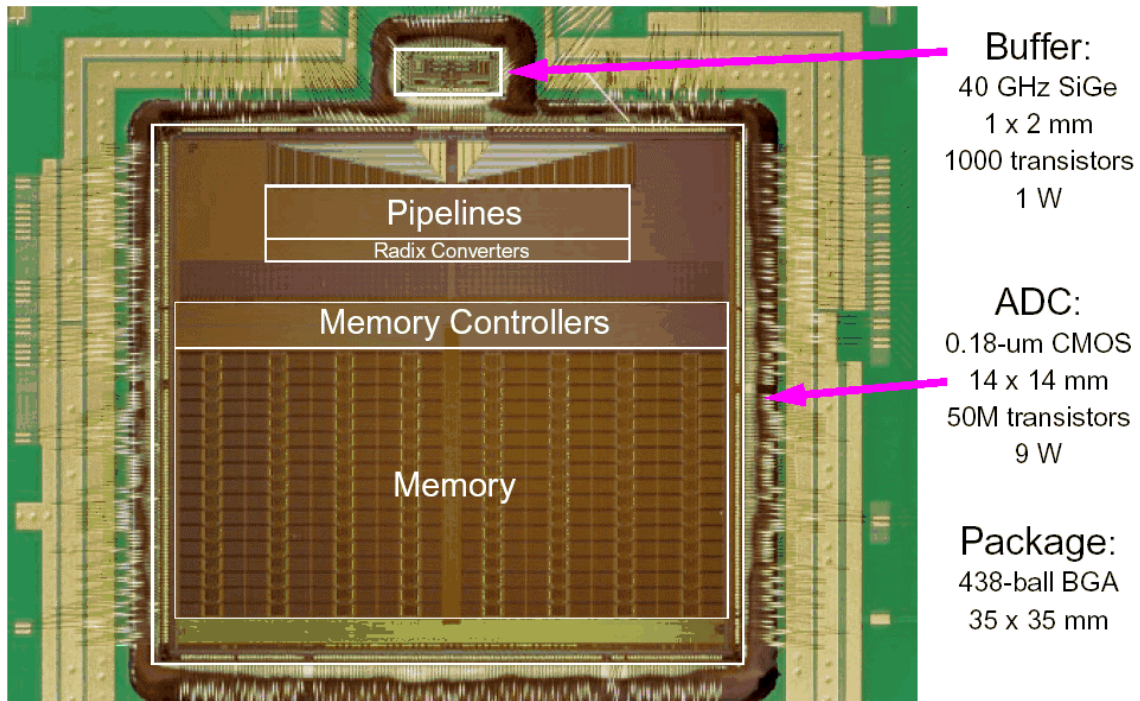 Buffer:
40 GHz SiGe
1 x 2 mm
1000 transistors
1 W
Pipelines
Radix Converters
Memory Controllers
ADC:
0.18-um CMOS
14 x 14 mm
50M transistors
9 W
Memory
Package:
438-ball BGA
35 x 35 mm